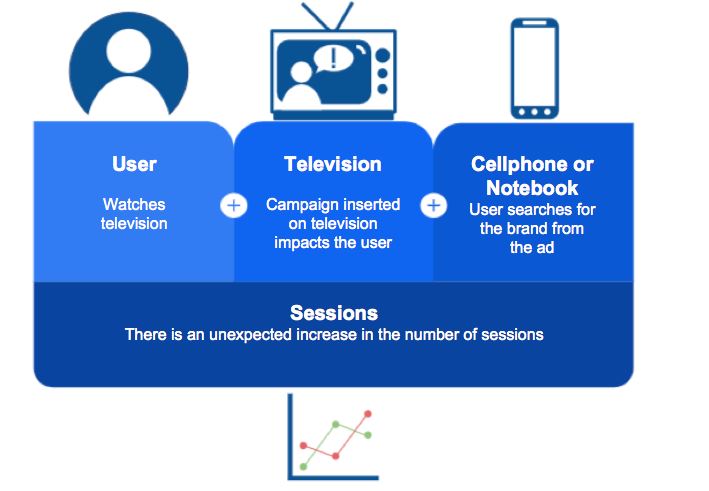 !
User
Watches
television
+
Television
Campaign inserted
on television
impacts the user
+
Cellphone or
Notebook
User searches for
the brand from
the ad
Sessions
There is an unexpected increase in the number of sessions